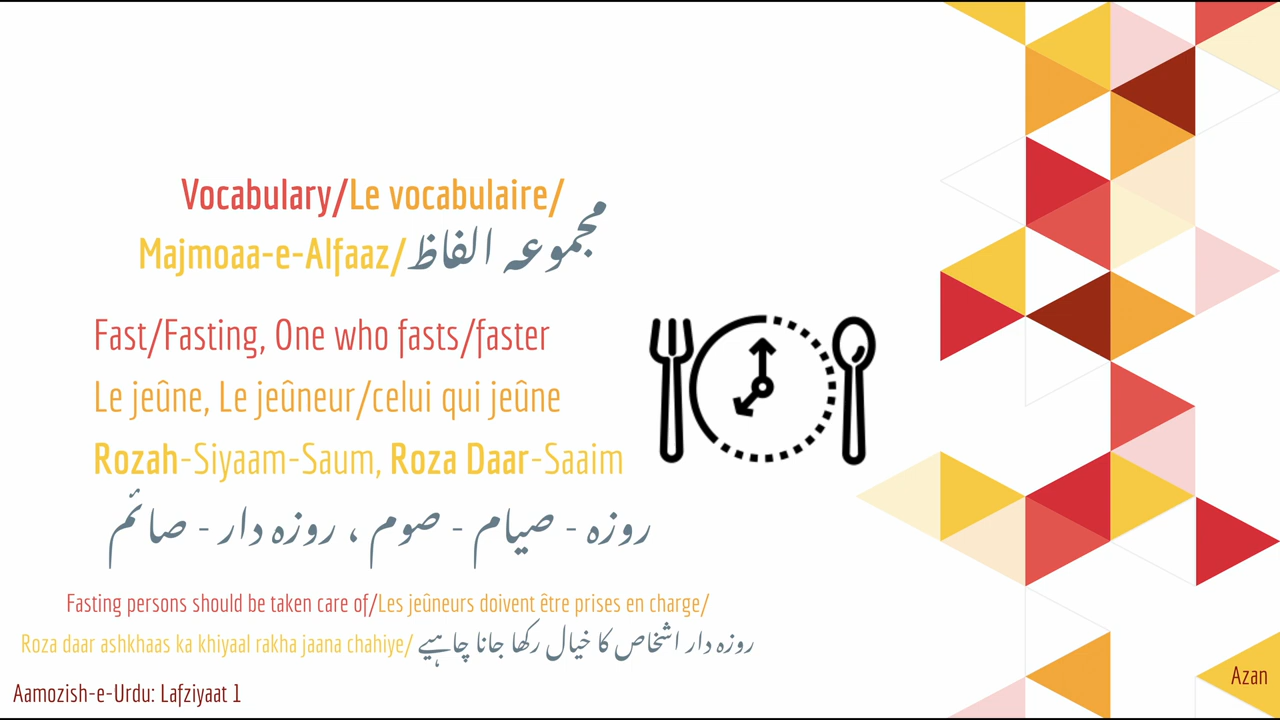 Vocabulary/Le vocabulaire/
Majmoaa-e-Alfaaz/مجموعہ الفاظ
Fast/Fasting, One who fasts/faster
Le jeûne, Le jeûneur/celui qui jeûne
Rozah-Siyaam-Saum, Roza Daar-Saaim
روزہ - صیام - صوم ، روزہ دار - صائم
Fasting persons should be taken care of/Les jeûneurs doivent être prises en charge/
Roza daar ashkhaas ka khiyaal rakha jaana chahiye/ روزہ دار اشخاص کا خیال رکھا جانا چاہیے
Aamozish-e-Urdu: Lafziyaat 1
Azan